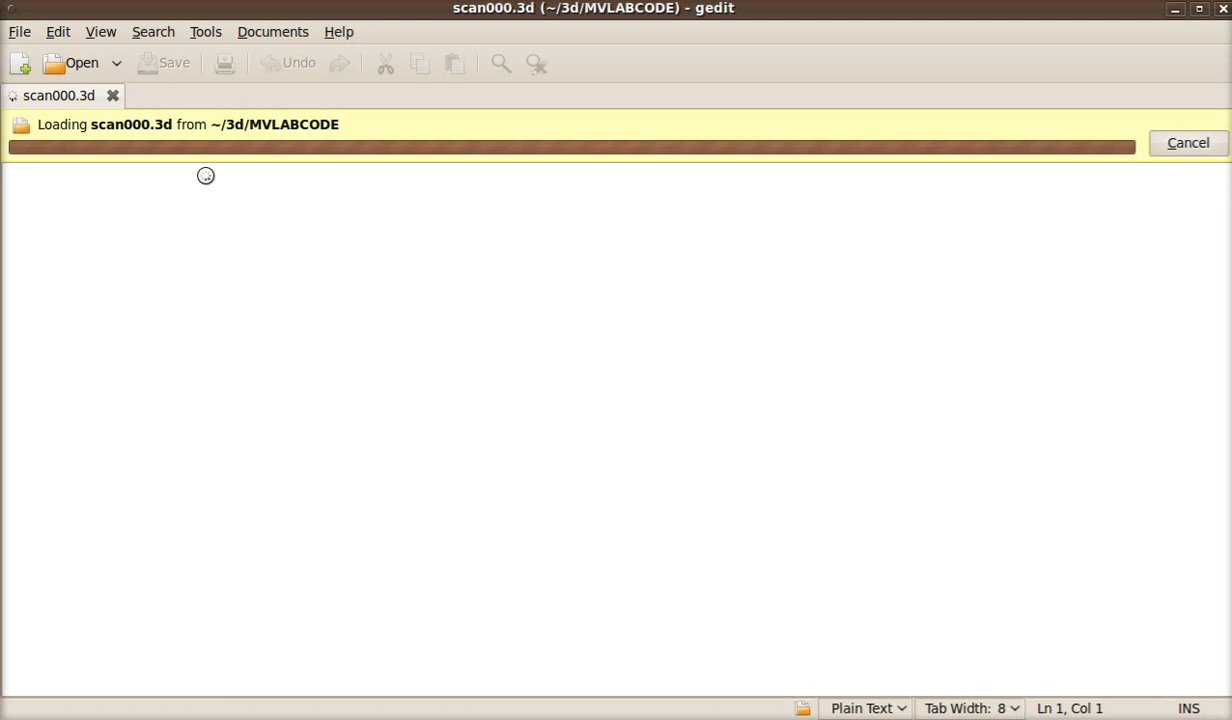 scan000.3d (~/3d/MVLABCODE) - gedit
File Edit View Search Tools Documents Help
Open Save Undo
scan000.3d
Loading scan000.3d from ~/3d/MVLABCODE
Cancel
Plain Text Tab Width: 8 Ln 1, Col 1 INS